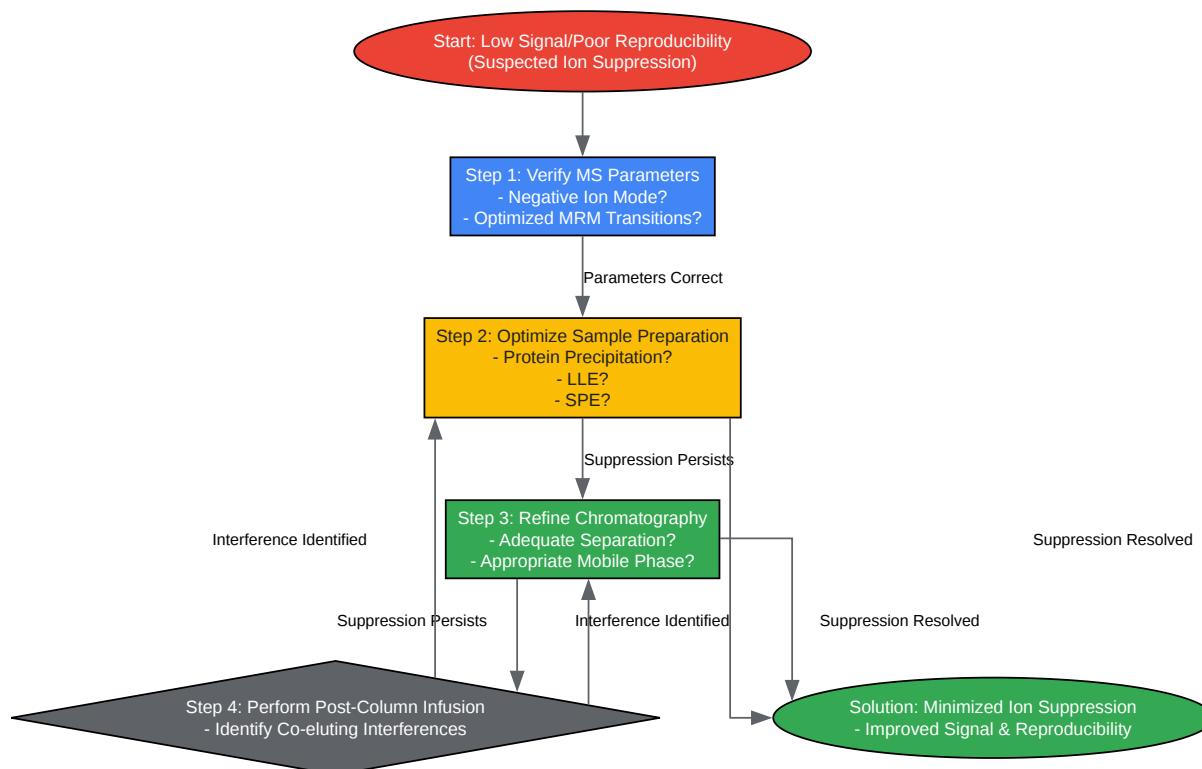 Start: Low Signal/Poor Reproducibility
(Suspected Ion Suppression)
Step 1: Verify MS Parameters
- Negative Ion Mode?
- Optimized MRM Transitions?
Parameters Correct
Step 2: Optimize Sample Preparation
- Protein Precipitation?
- LLE?
- SPE?
Suppression Persists
Step 3: Refine Chromatography
- Adequate Separation?
- Appropriate Mobile Phase?
Interference Identified
Suppression Resolved
Suppression Persists
Interference Identified
Suppression Resolved
Step 4: Perform Post-Column Infusion
- Identify Co-eluting Interferences
Solution: Minimized Ion Suppression
- Improved Signal & Reproducibility